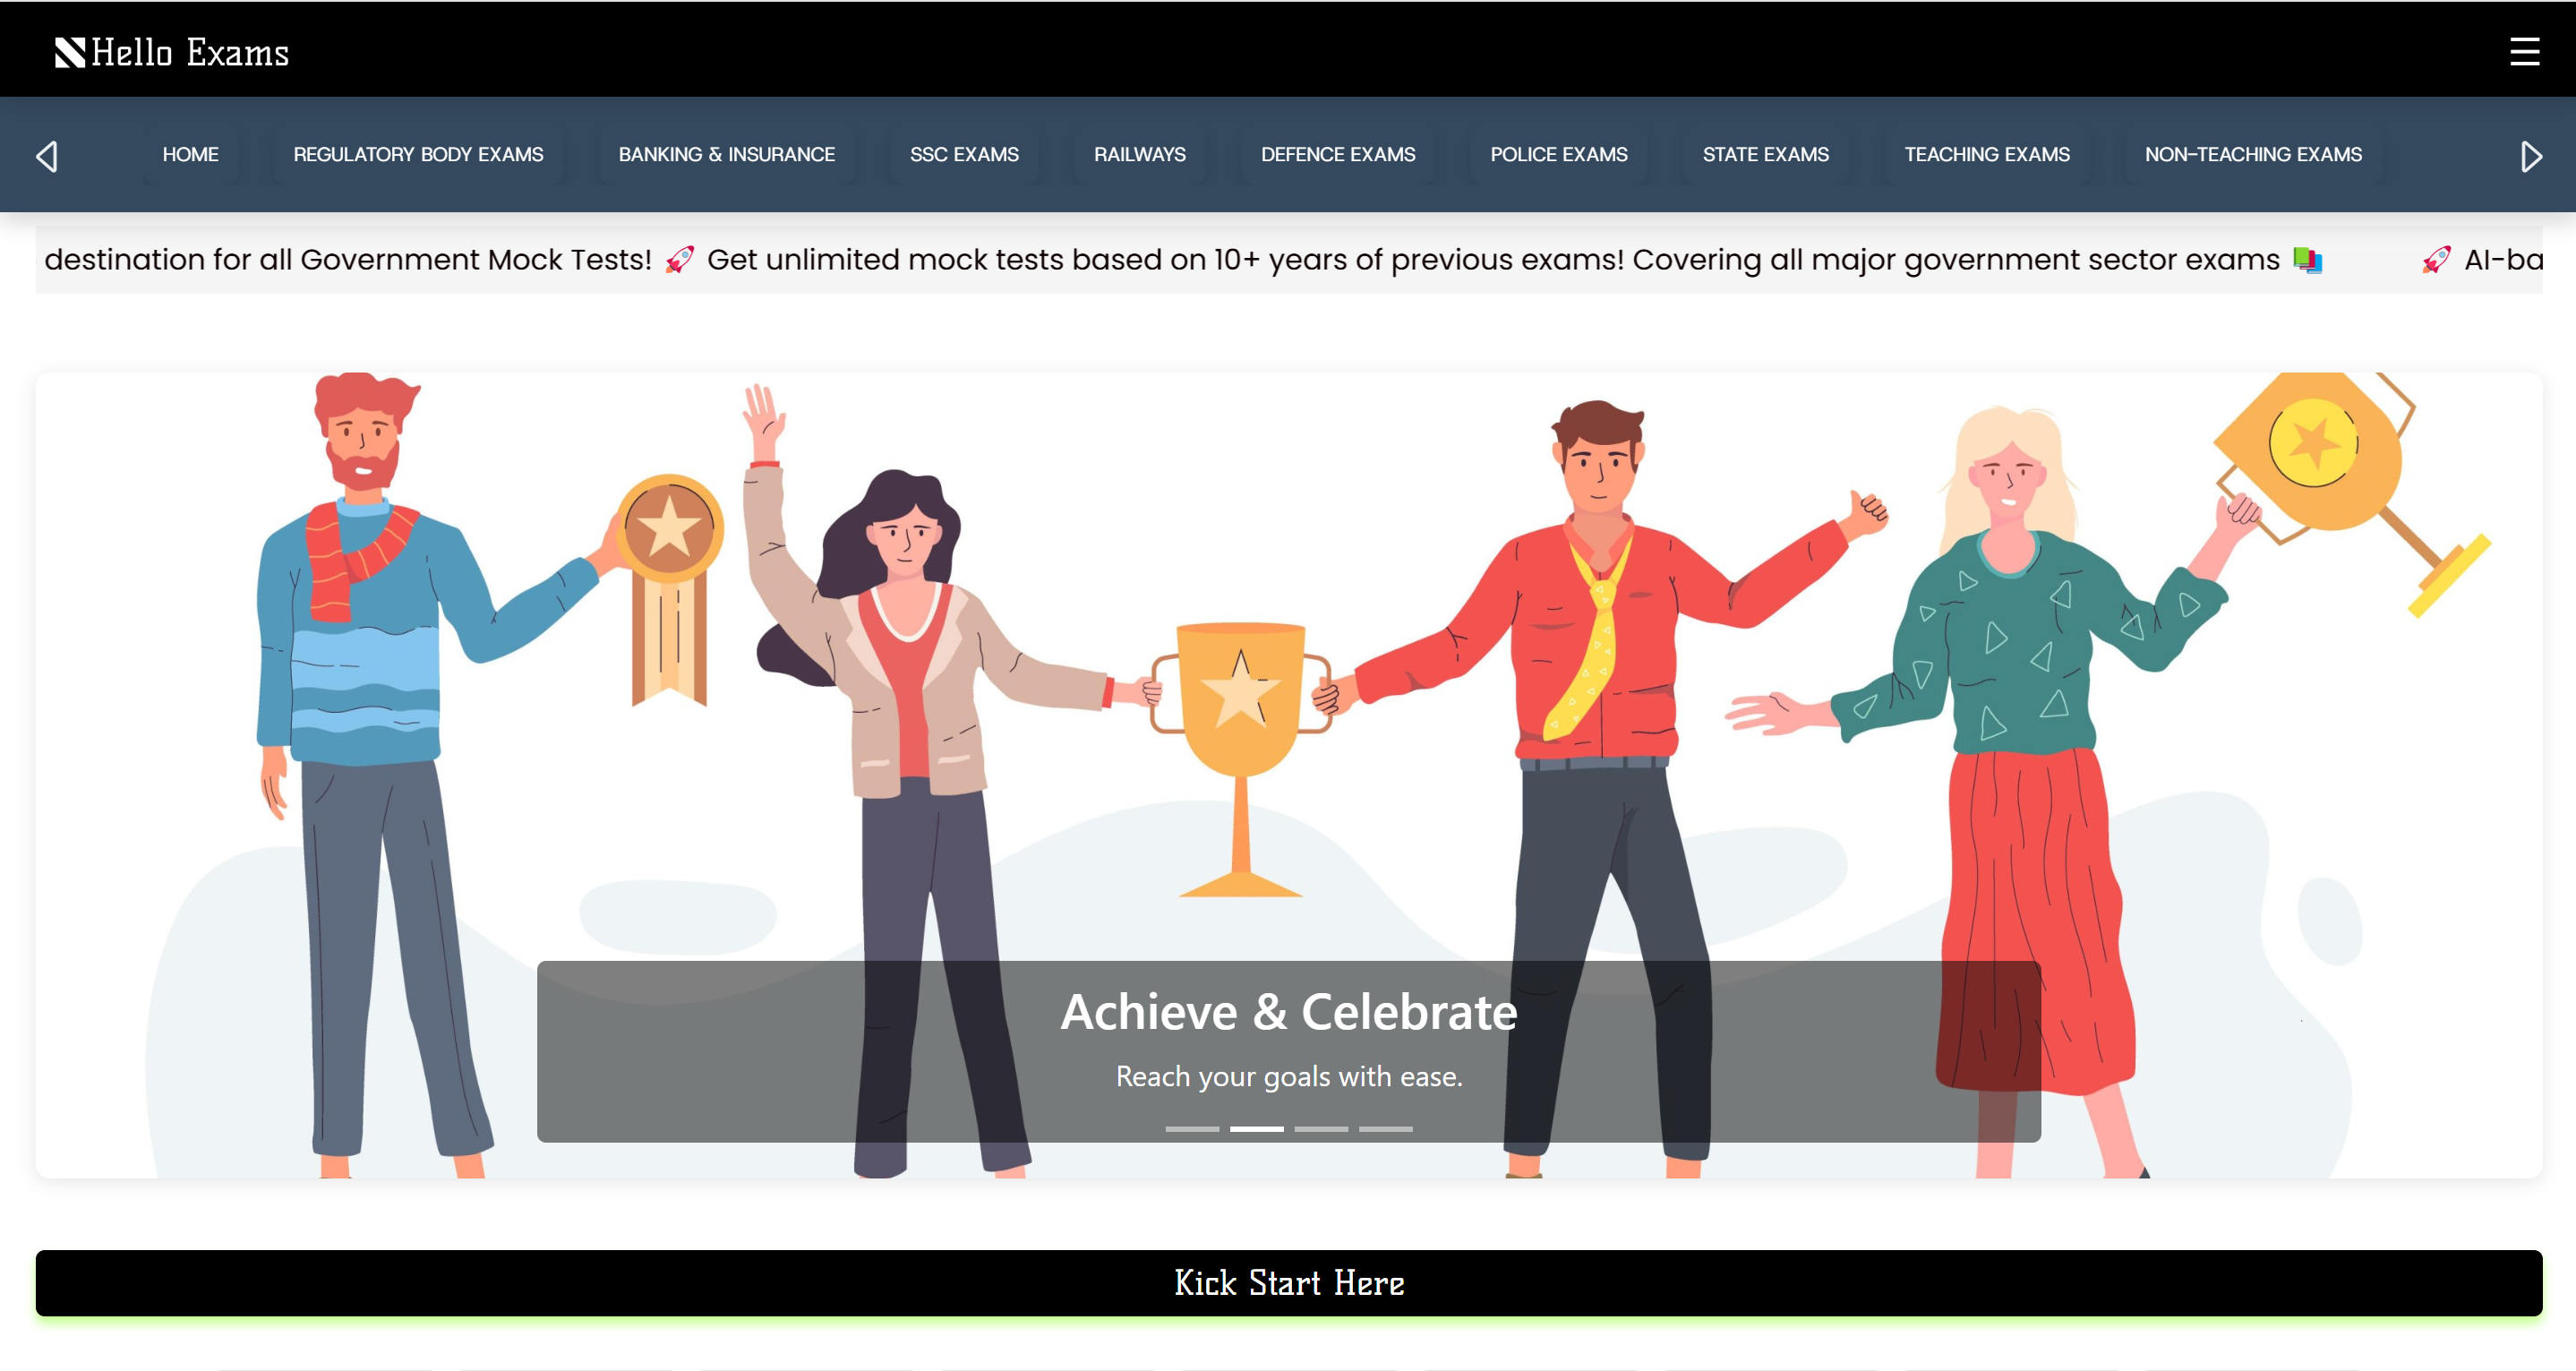 Hello Exams
HOME REGULATORY BODY EXAMS BANKING & INSURANCE SSC EXAMS RAILWAYS DEFENCE EXAMS POLICE EXAMS STATE EXAMS TEACHING EXAMS NON-TEACHING EXAMS
destination for all Government Mock Tests! 🚀 Get unlimited mock tests based on 10+ years of previous exams! Covering all major government sector exams 📚 🚀 AI-ba
Achieve & Celebrate
Reach your goals with ease.
Kick Start Here